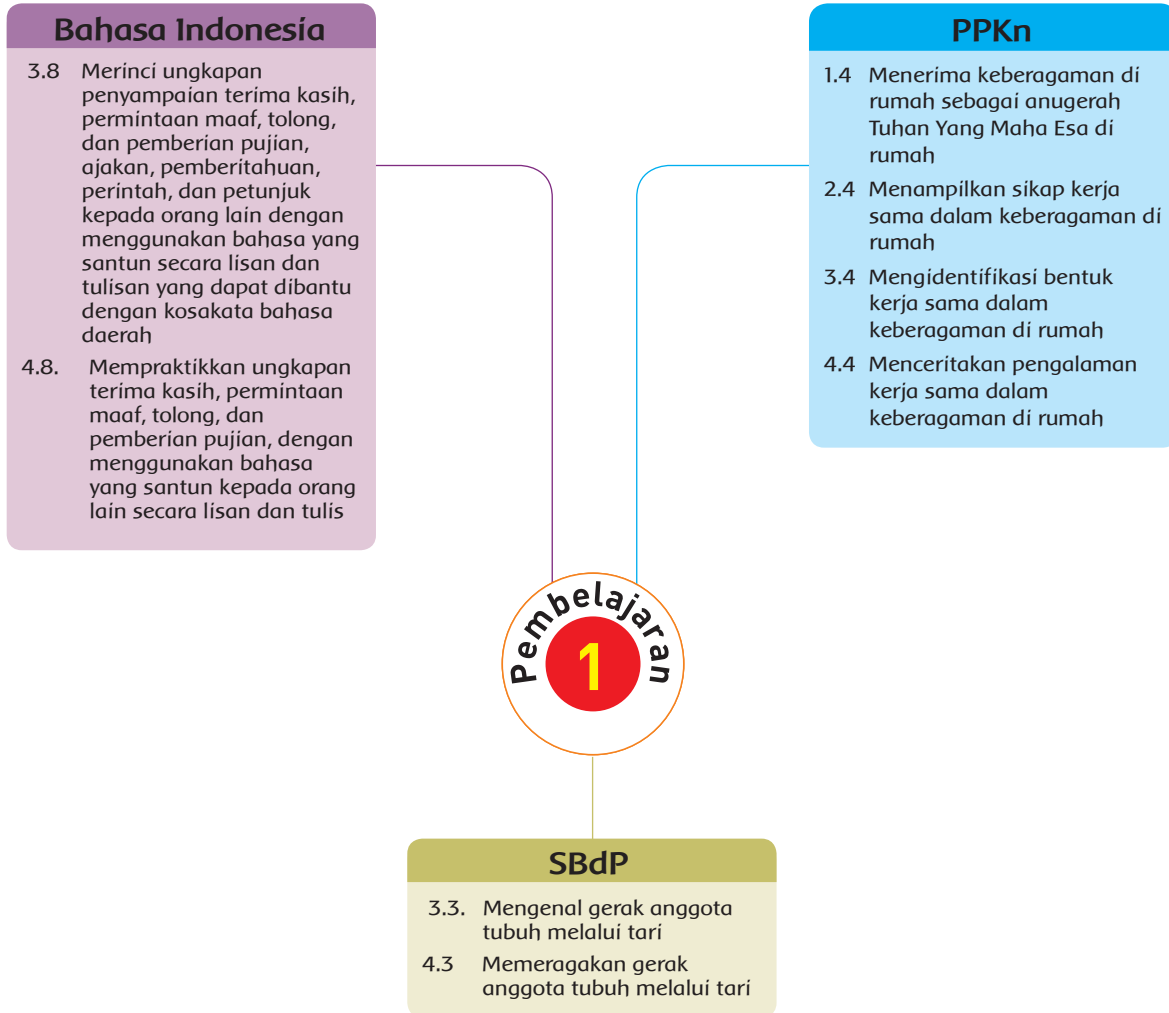 Bahasa Indonesia
3.8 Merinci ungkapan
penyampaian terima kasih,
permintaan maaf, tolong,
dan pemberian pujian,
ajakan, pemberitahuan,
perintah, dan petunjuk
kepada orang lain dengan
menggunakan bahasa yang
santun secara lisan dan
tulisan yang dapat dibantu
dengan kosakata bahasa
daerah
4.8. Mempraktikkan ungkapan
terima kasih, permintaan
maaf, tolong, dan
pemberian pujian, dengan
menggunakan bahasa
yang santun kepada orang
lain secara lisan dan tulis
PPKn
1.4 Menerima keberagaman di
rumah sebagai anugerah
Tuhan Yang Maha Esa di
rumah
2.4 Menampilkan sikap kerja
sama dalam keberagaman di
rumah
3.4 Mengidentifikasi bentuk
kerja sama dalam
keberagaman di rumah
4.4 Menceritakan pengalaman
kerja sama dalam
keberagaman di rumah
Pembelajaran
1
SBdP
3.3. Mengenal gerak anggota
tubuh melalui tari
4.3 Memeragakan gerak
anggota tubuh melalui tari